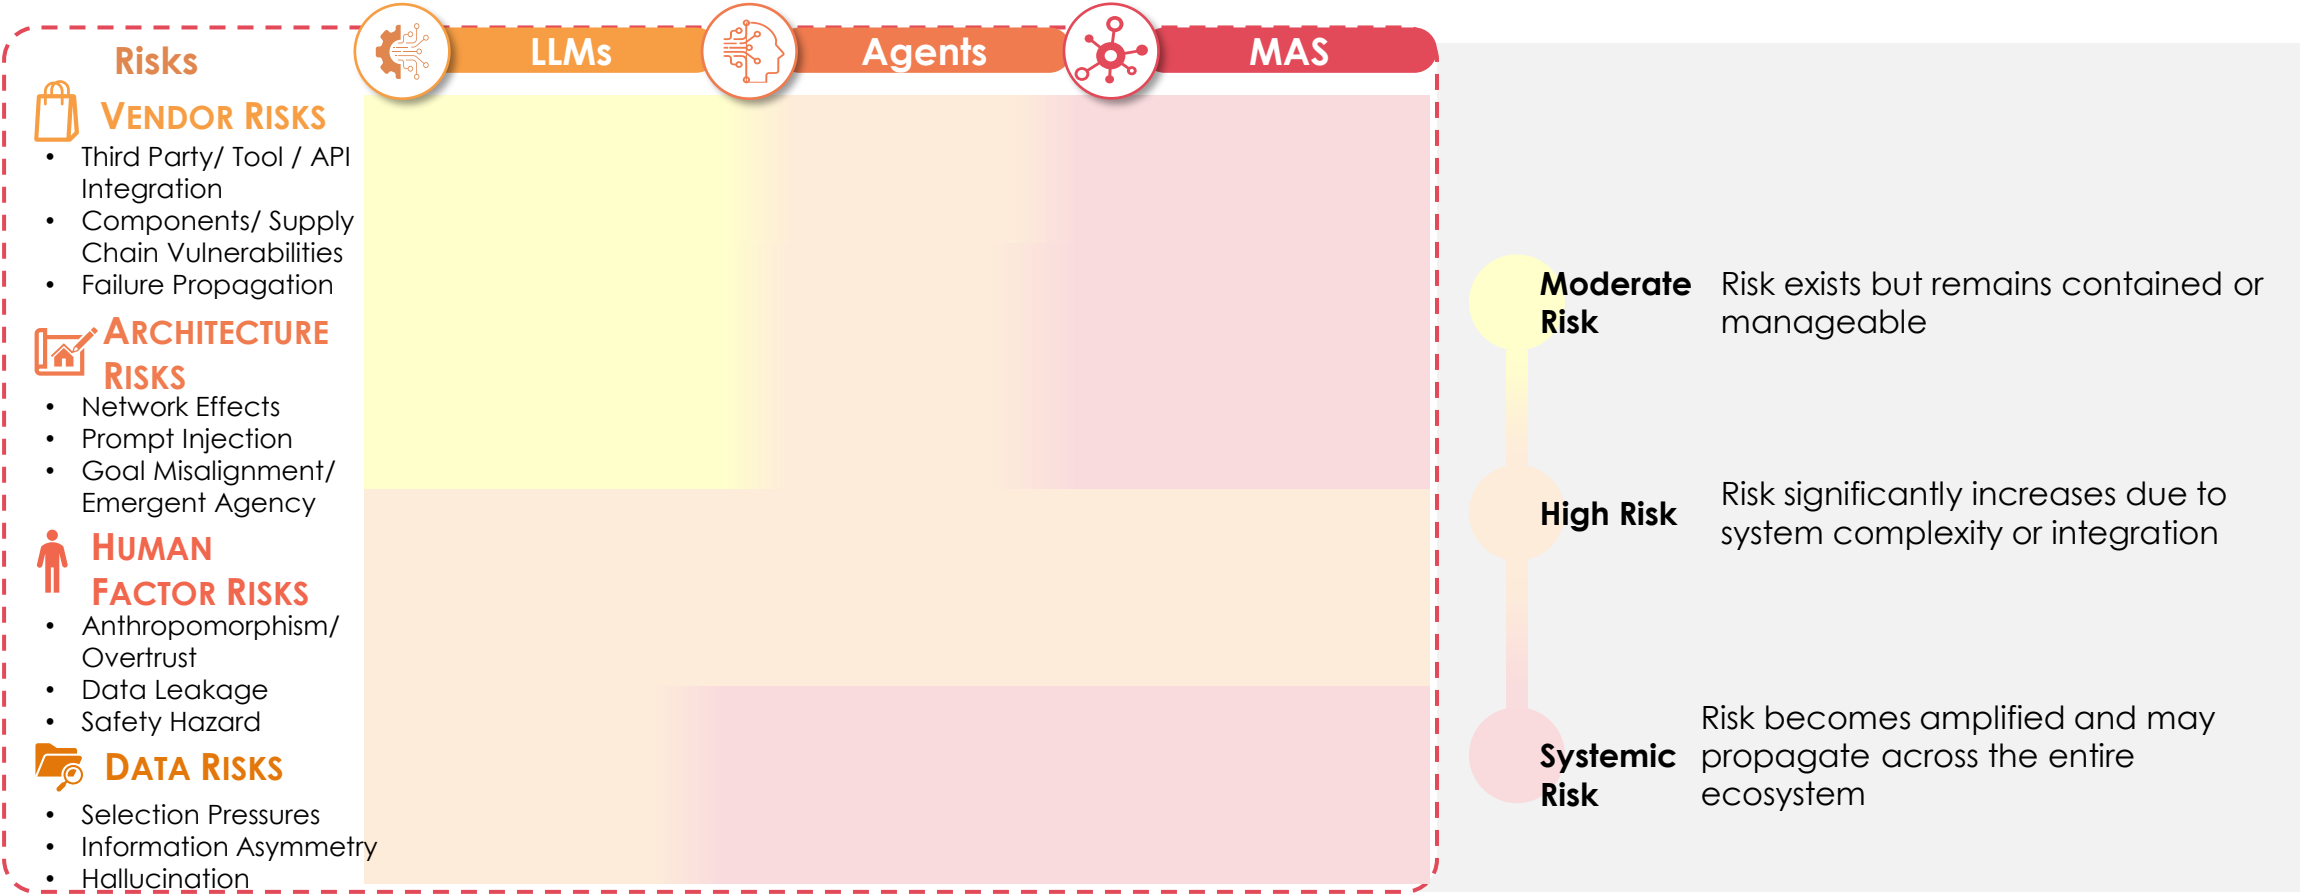 Risks
LLMs
Agents
MAS
VENDOR RISKS
• Third Party/ Tool / API
Integration
• Components/ Supply
Chain Vulnerabilities
• Failure Propagation
ARCHITECTURE
RISKS
• Network Effects
• Prompt Injection
• Goal Misalignment/
Emergent Agency
HUMAN
FACTOR RISKS
• Anthropomorphism/
Overtrust
• Data Leakage
• Safety Hazard
DATA RISKS
• Selection Pressures
• Information Asymmetry
• Hallucination
Moderate
Risk
Risk exists but remains contained or
manageable
High Risk
Risk significantly increases due to
system complexity or integration
Systemic
Risk
Risk becomes amplified and may
propagate across the entire
ecosystem